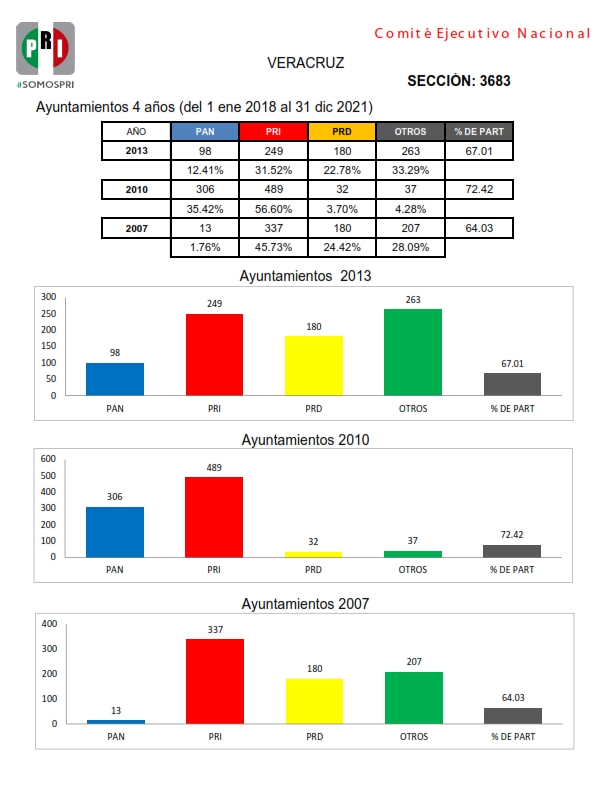 Comité Ejecutivo Nacional
PRI
#SOMOSPRI
VERACRUZ
SECCIÓN: 3683
Ayuntamientos 4 años (del 1 ene 2018 al 31 dic 2021)
AÑO PAN PRI PRD OTROS % DE PART
2013 98 249 180 263 67.01
12.41% 31.52% 22.78% 33.29%
2010 306 489 32 37 72.42
35.42% 56.60% 3.70% 4.28%
2007 13 337 180 207 64.03
1.76% 45.73% 24.42% 28.09%
Ayuntamientos 2013
300
250
200
150
100
50
0
98 249 180 263 67.01
PAN PRI PRD OTROS % DE PART
Ayuntamientos 2010
600
500
400
300
200
100
0
306 489 32 37 72.42
PAN PRI PRD OTROS % DE PART
Ayuntamientos 2007
400
300
200
100
0
13 337 180 207 64.03
PAN PRI PRD OTROS % DE PART